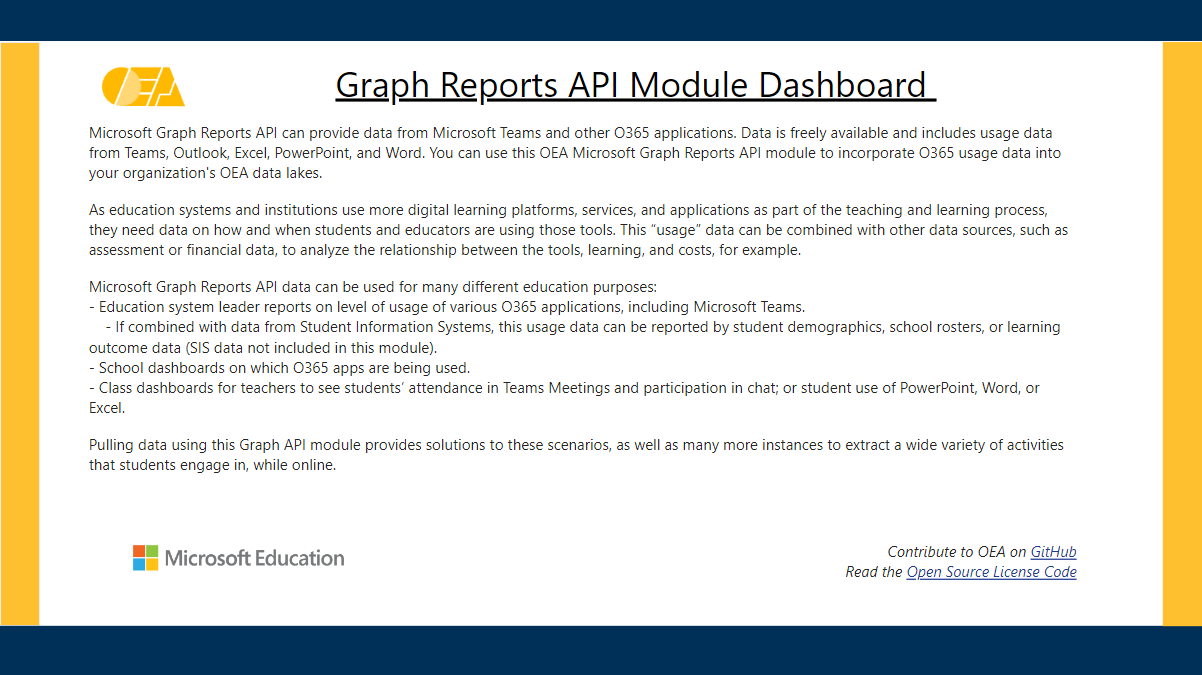 OEA
Graph Reports API Module Dashboard
Microsoft Graph Reports API can provide data from Microsoft Teams and other O365 applications. Data is freely available and includes usage data
from Teams, Outlook, Excel, PowerPoint, and Word. You can use this OEA Microsoft Graph Reports API module to incorporate O365 usage data into
your organization's OEA data lakes.
As education systems and institutions use more digital learning platforms, services, and applications as part of the teaching and learning process,
they need data on how and when students and educators are using those tools. This “usage” data can be combined with other data sources, such as
assessment or financial data, to analyze the relationship between the tools, learning, and costs, for example.
Microsoft Graph Reports API data can be used for many different education purposes:
- Education system leader reports on level of usage of various O365 applications, including Microsoft Teams.
- If combined with data from Student Information Systems, this usage data can be reported by student demographics, school rosters, or learning
outcome data (SIS data not included in this module).
- School dashboards on which O365 apps are being used.
- Class dashboards for teachers to see students’ attendance in Teams Meetings and participation in chat; or student use of PowerPoint, Word, or
Excel.
Pulling data using this Graph API module provides solutions to these scenarios, as well as many more instances to extract a wide variety of activities
that students engage in, while online.
Microsoft Education
Contribute to OEA on GitHub
Read the Open Source License Code